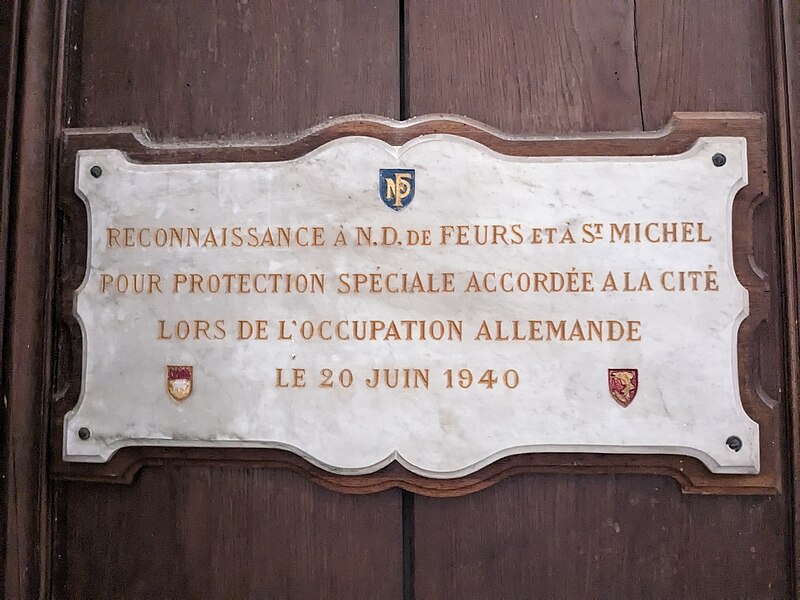 NFP
RECONNAISSANCE À N.D. DE FEURS ET À ST MICHEL
POUR PROTECTION SPÉCIALE ACCORDÉE A LA CITÉ
LORS DE L'OCCUPATION ALLEMANDE
LE 20 JUIN 1940